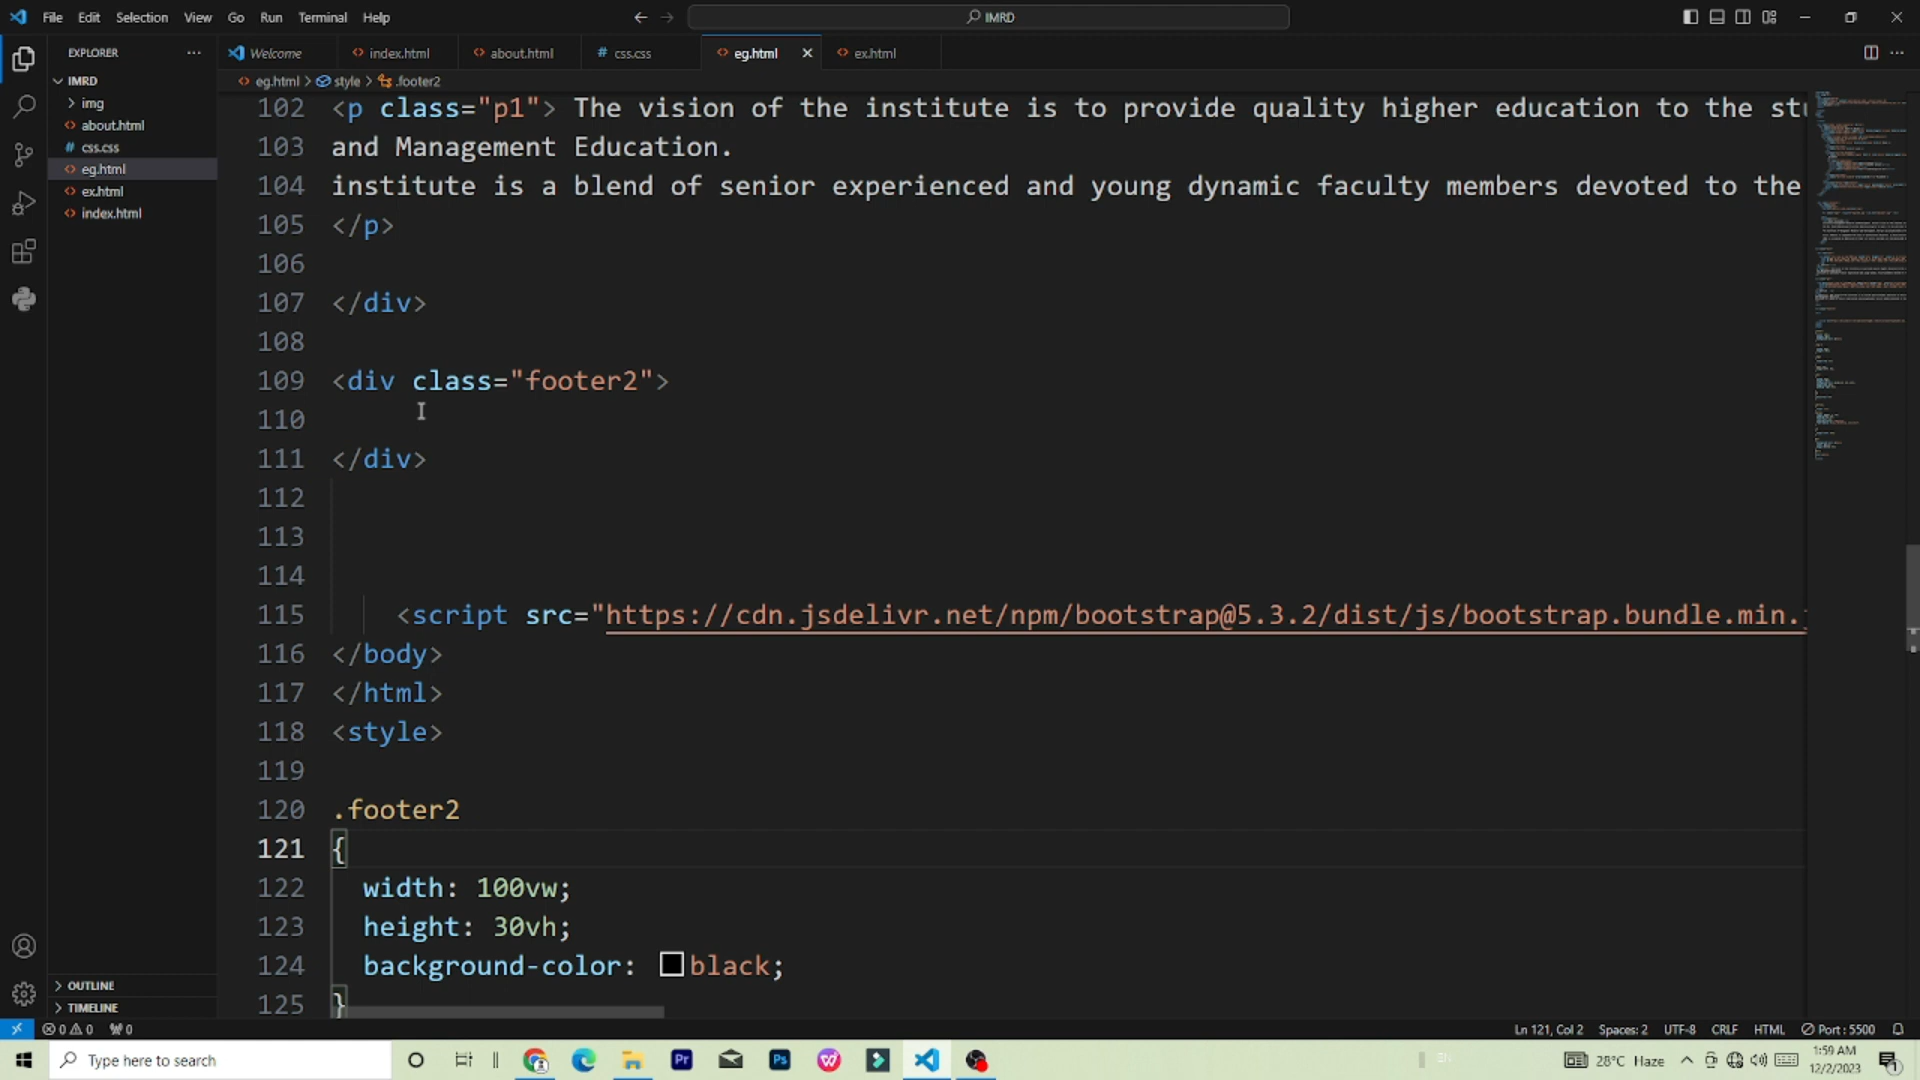 File Edit Selection View Go Run Terminal Help
IMRD
EXPLORER
Welcome index.html about.html css.css eg.html ex.html
eg.html > style > .footer2
IMRD
img
about.html
css.css
eg.html
ex.html
index.html
102 <p class="p1"> The vision of the institute is to provide quality higher education to the stu
103 and Management Education.
104 institute is a blend of senior experienced and young dynamic faculty members devoted to the
105 </p>
106
107 </div>
108
109 <div class="footer2">
110
111 </div>
112
113
114
115 <script src="https://cdn.jsdelivr.net/npm/bootstrap@5.3.2/dist/js/bootstrap.bundle.min.j
116 </body>
117 </html>
118 <style>
119
120 .footer2
121 {
122 width: 100vw;
123 height: 30vh;
124 background-color: black;
125 }
OUTLINE
TIMELINE
0 0 0
Ln 121, Col 2 Spaces: 2 UTF-8 CRLF HTML Port : 5500
Type here to search
28°C Haze
1:59 AM
12/2/2023